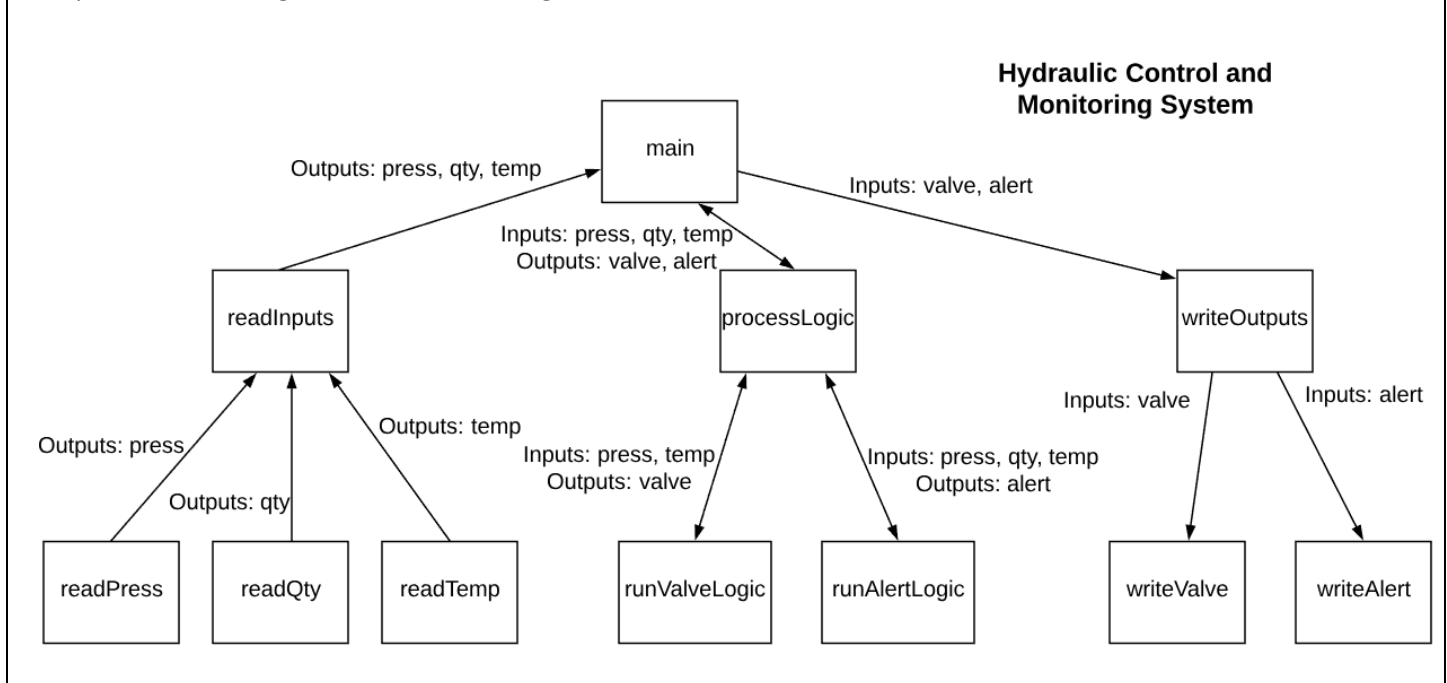 Hydraulic Control and
Monitoring System
main
Outputs: press, qty, temp
Inputs: valve, alert
Inputs: press, qty, temp
Outputs: valve, alert
readInputs
processLogic
writeOutputs
Outputs: press
Outputs: qty
Outputs: temp
Inputs: press, temp
Outputs: valve
Inputs: press, qty, temp
Outputs: alert
Inputs: valve
Inputs: alert
readPress
readQty
readTemp
runValveLogic
runAlertLogic
writeValve
writeAlert